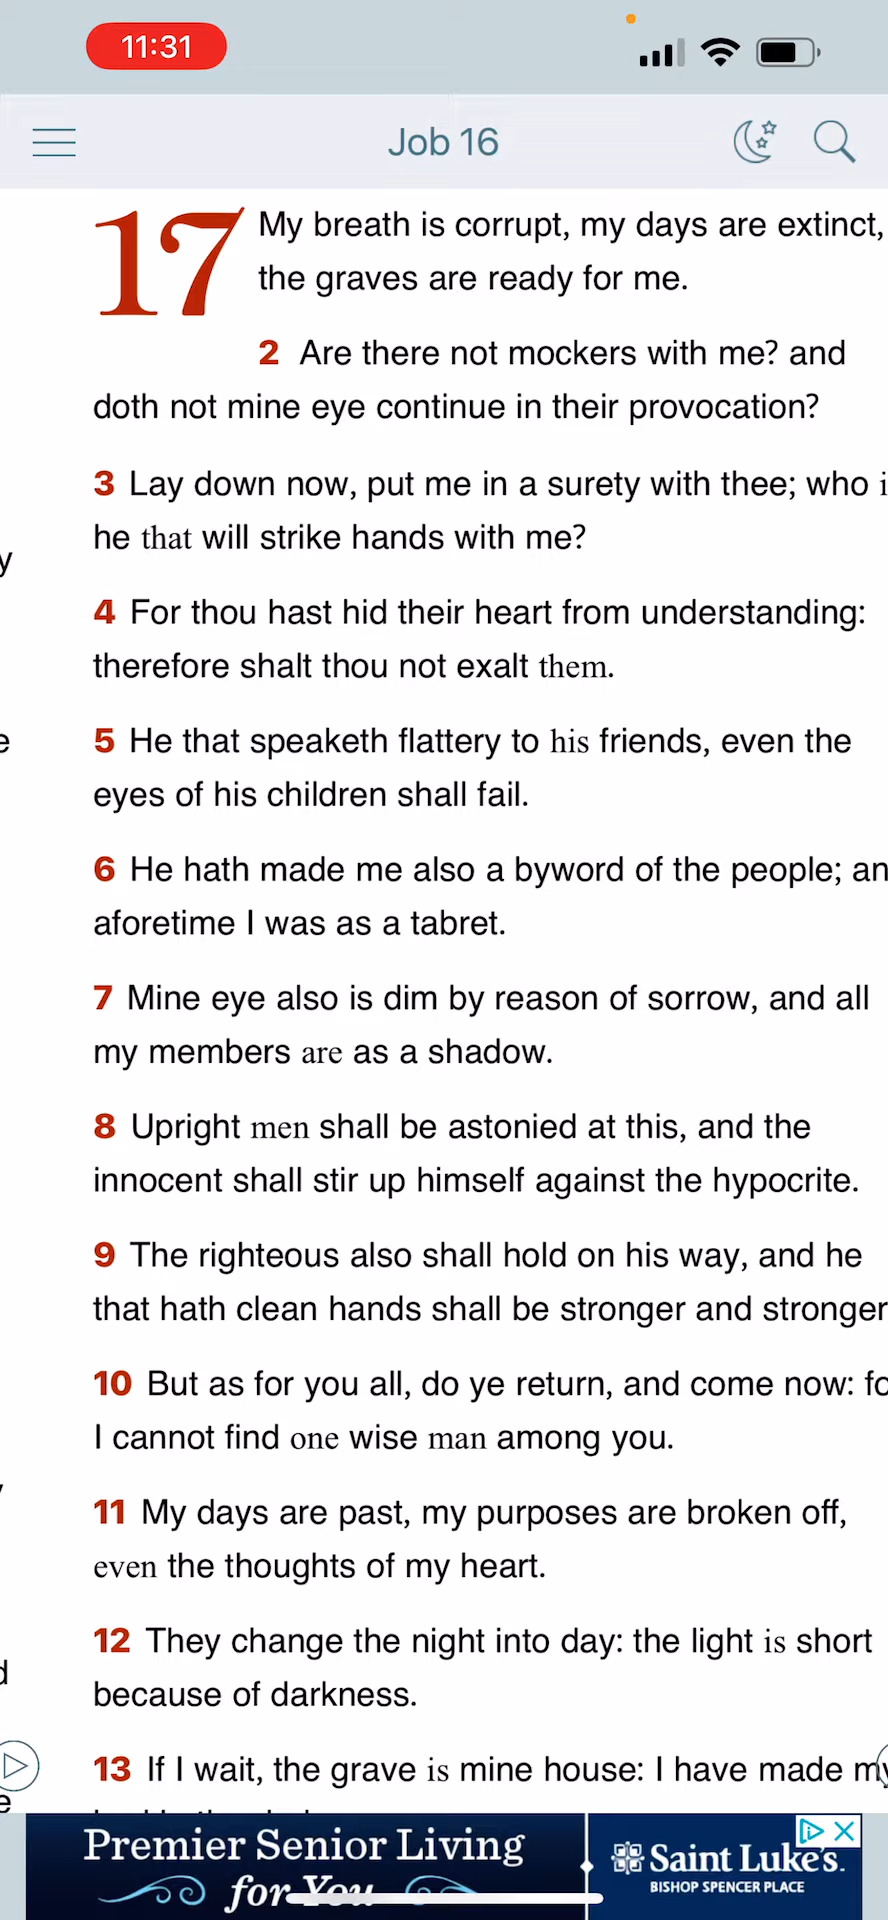 11:31
Job 16
17 My breath is corrupt, my days are extinct,
the graves are ready for me.
2 Are there not mockers with me? and
doth not mine eye continue in their provocation?
3 Lay down now, put me in a surety with thee; who i
he that will strike hands with me?
y
4 For thou hast hid their heart from understanding:
therefore shalt thou not exalt them.
e
5 He that speaketh flattery to his friends, even the
eyes of his children shall fail.
6 He hath made me also a byword of the people; an
aforetime I was as a tabret.
7 Mine eye also is dim by reason of sorrow, and all
my members are as a shadow.
8 Upright men shall be astonied at this, and the
innocent shall stir up himself against the hypocrite.
9 The righteous also shall hold on his way, and he
that hath clean hands shall be stronger and stronger
10 But as for you all, do ye return, and come now: fo
I cannot find one wise man among you.
11 My days are past, my purposes are broken off,
even the thoughts of my heart.
12 They change the night into day: the light is short
because of darkness.
d
13 If I wait, the grave is mine house: I have made my
e
Premier Senior Living
for You
Saint Luke's.
BISHOP SPENCER PLACE